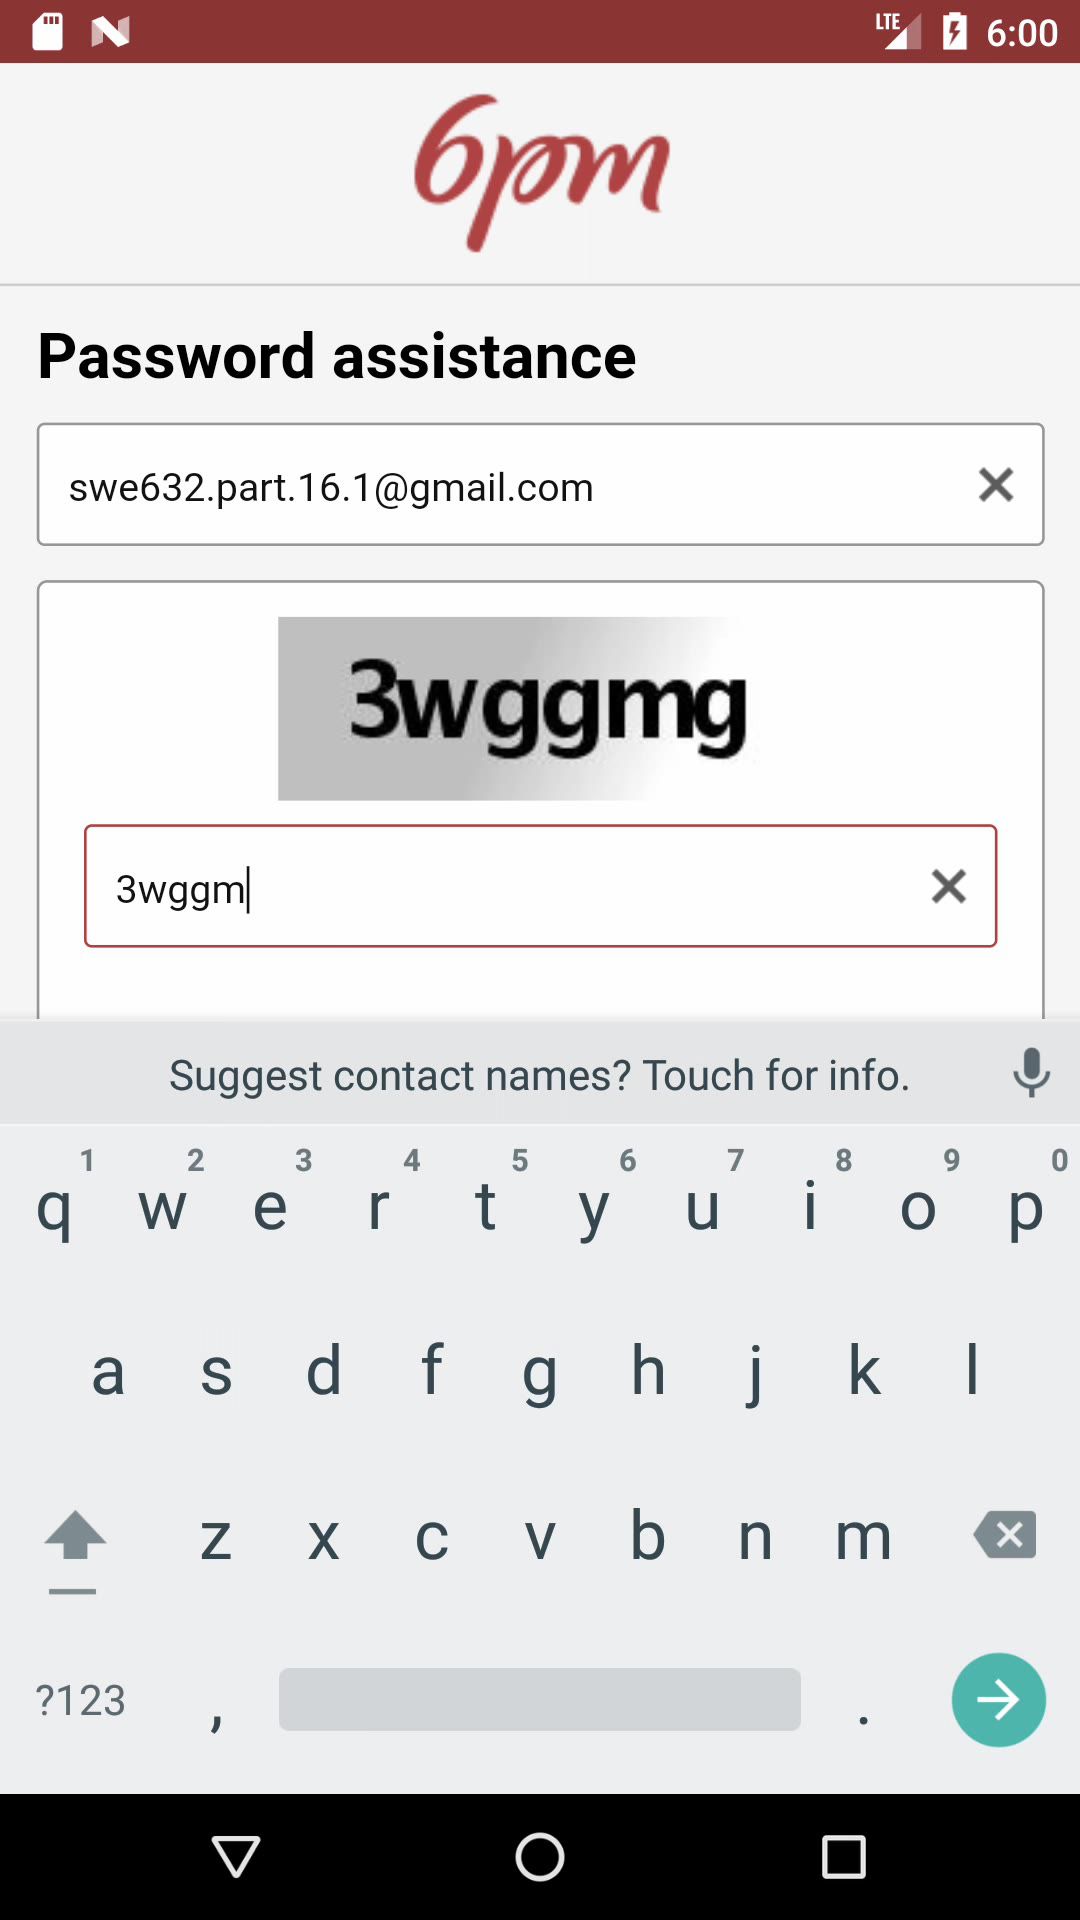 LTE 6:00
6pm
Password assistance
swe632.part.16.1@gmail.com
3wggmg
3wggm
Suggest contact names? Touch for info.
1 2 3 4 5 6 7 8 9 0
q w e r t y u i o p
a s d f g h j k l
z x c v b n m
?123 , .